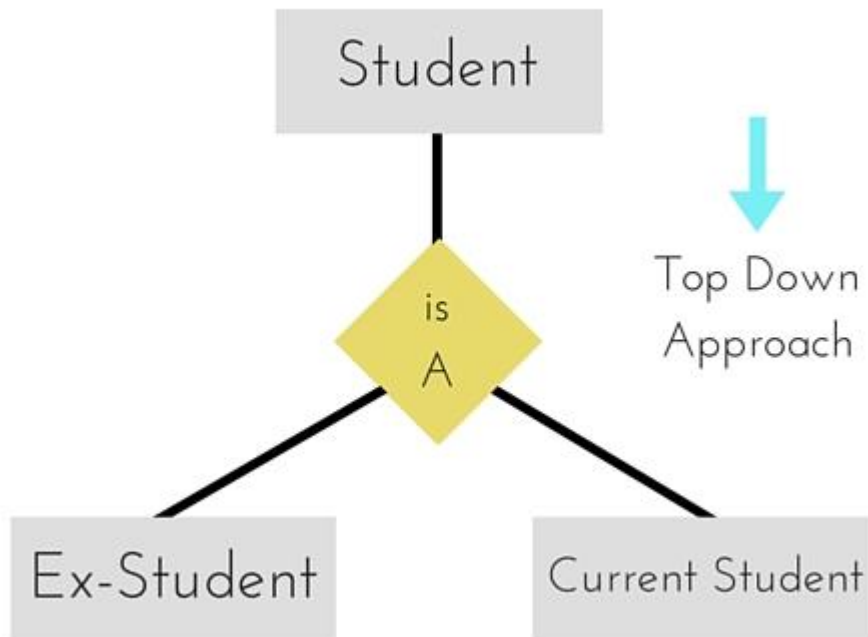 Student
is
A
Top Down
Approach
Ex-Student
Current Student